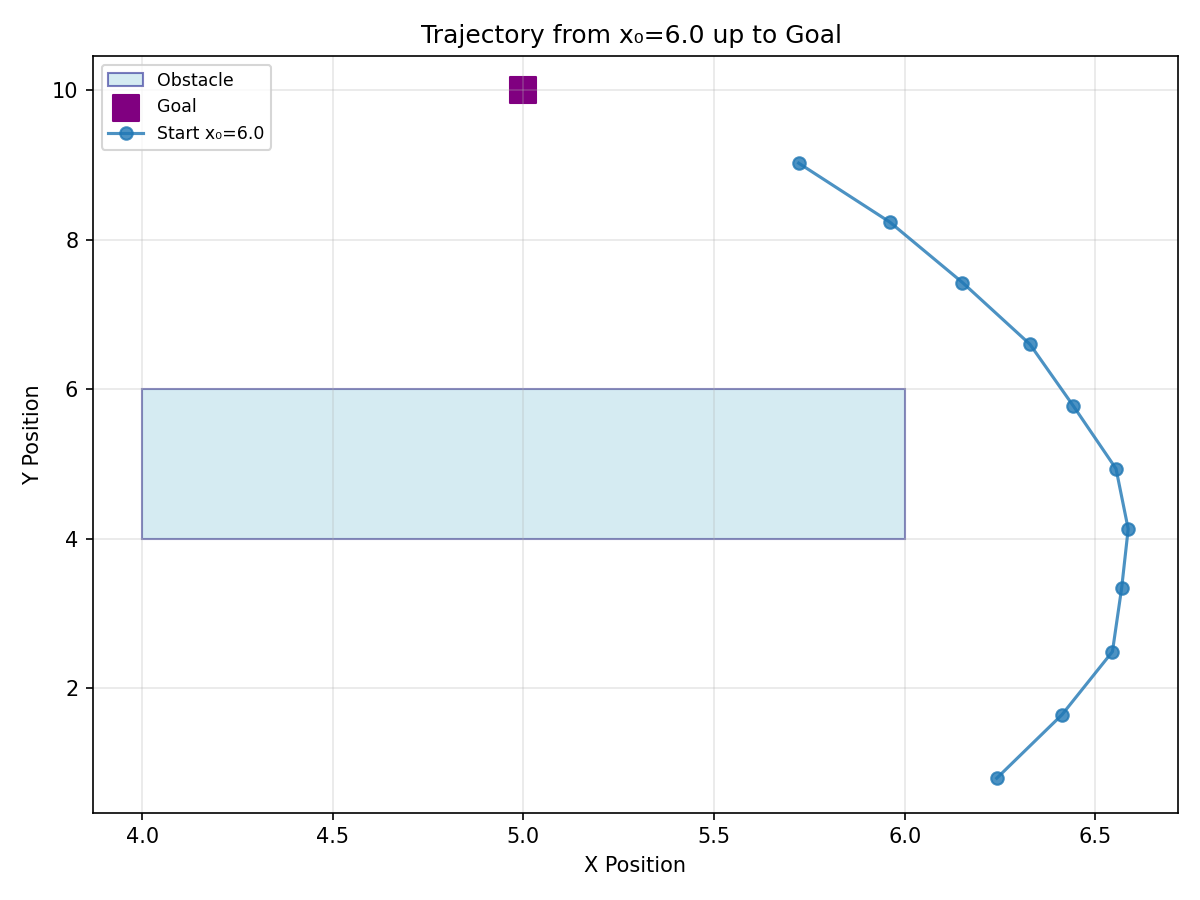 Trajectory from x₀=6.0 up to Goal
Obstacle
Goal
Start x₀=6.0
10
8
6
4
2
Y Position
4.0 4.5 5.0 5.5 6.0 6.5
X Position